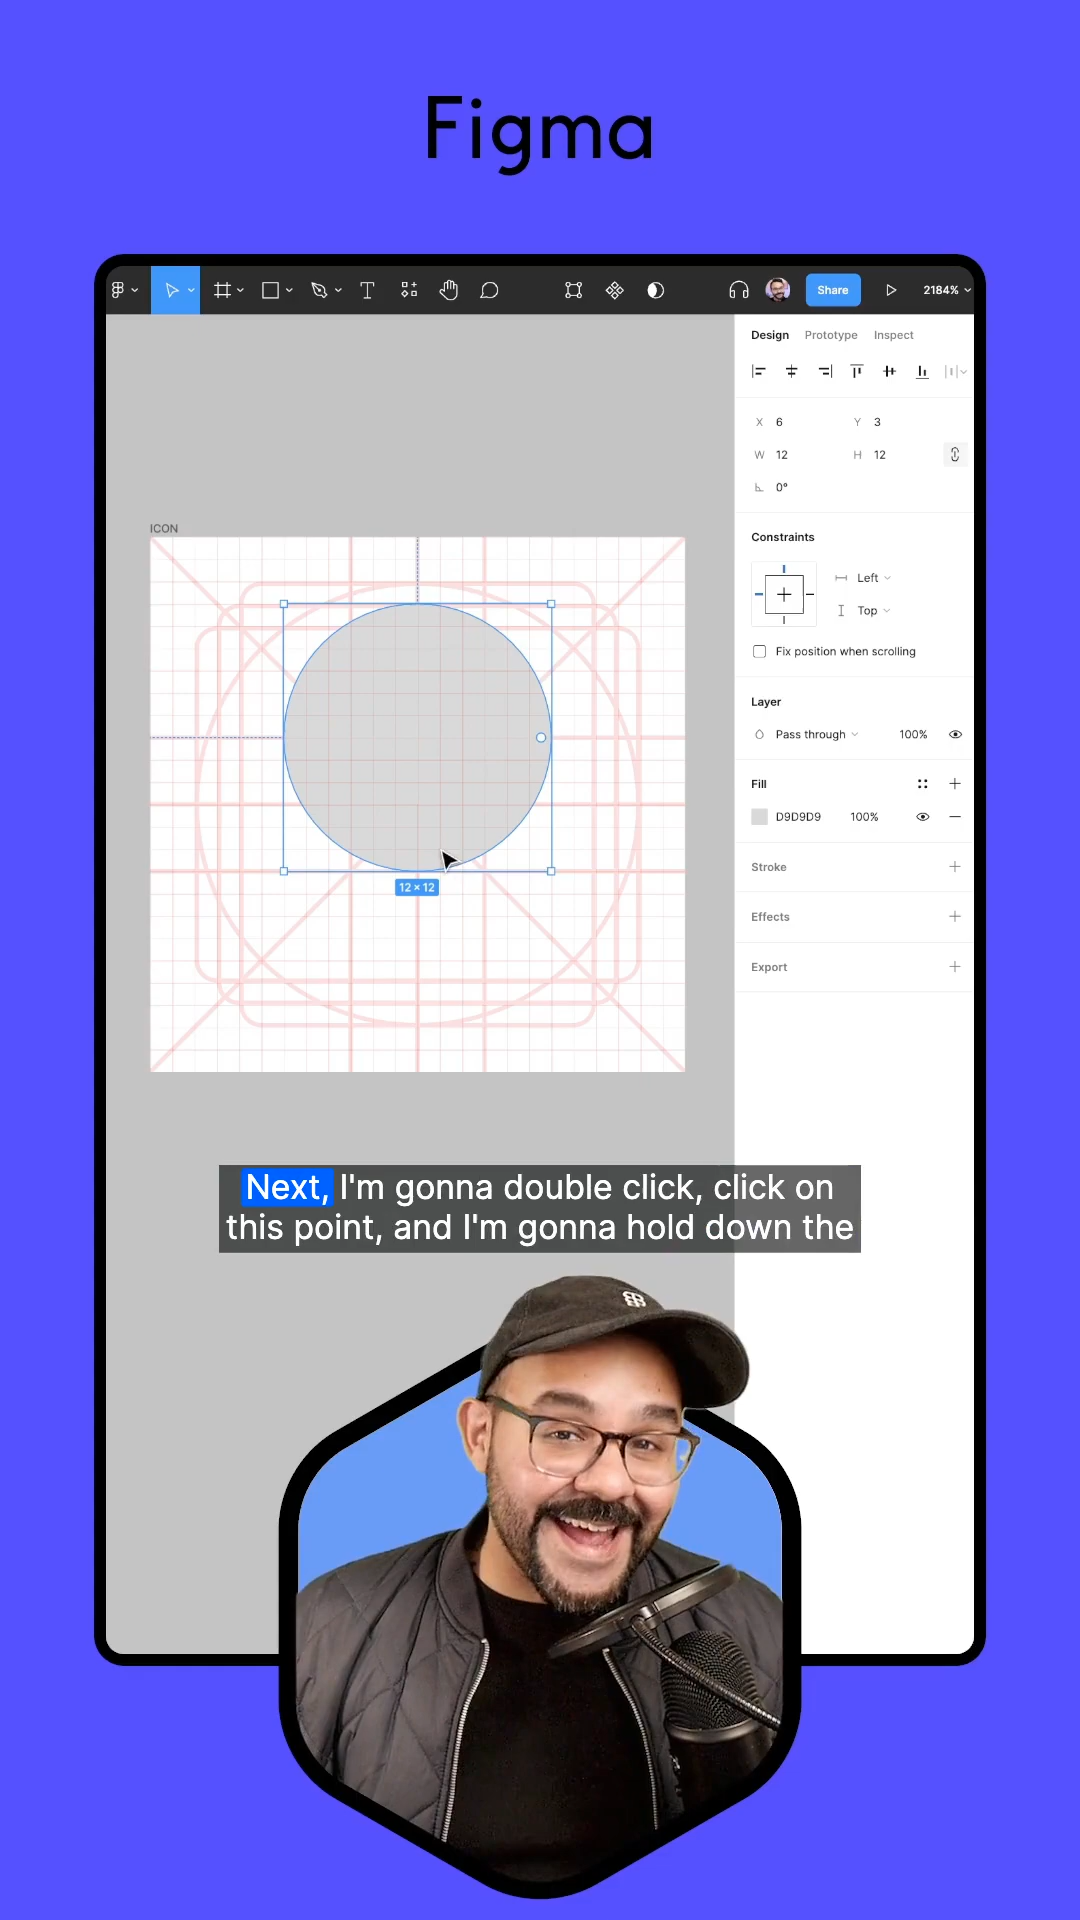 Figma
Share
2184%
Design Prototype Inspect
X 6 Y 3
W 12 H 12
0°
Constraints
Left
Top
Fix position when scrolling
Layer
Pass through 100%
Fill
D9D9D9 100%
Stroke
Effects
Export
ICON
12 × 12
Next, I'm gonna double click, click on
this point, and I'm gonna hold down the